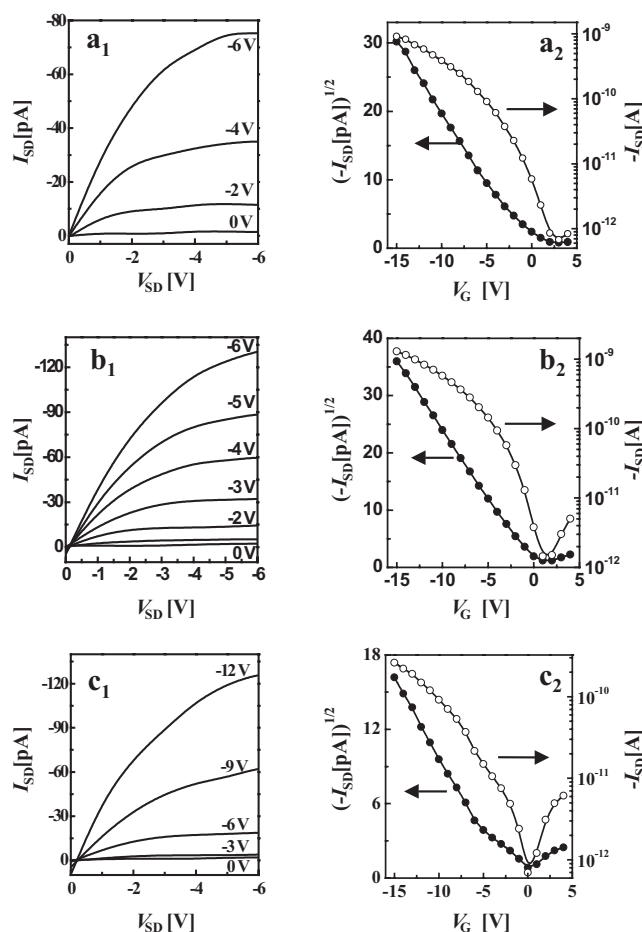 a1
-80
-60
-40
-20
0
ISD[pA]
-6V
-4V
-2V
0V
0 -2 -4 -6
VSD [V]
a2
30
20
10
0
(-ISD[pA])1/2
10-9
10-10
10-11
10-12
-ISD[A]
-15 -10 -5 0 5
VG [V]
b1
-120
-90
-60
-30
0
ISD[pA]
-6V
-5V
-4V
-3V
-2V
0V
0 -1 -2 -3 -4 -5 -6
VSD [V]
b2
40
30
20
10
0
(-ISD[pA])1/2
10-9
10-10
10-11
10-12
-ISD[A]
-15 -10 -5 0 5
VG [V]
c1
-120
-90
-60
-30
0
ISD[pA]
-12V
-9V
-6V
-3V
0V
0 -2 -4 -6
VSD [V]
c2
18
12
6
0
(-ISD[pA])1/2
10-10
10-11
10-12
-ISD[A]
-15 -10 -5 0 5
VG [V]